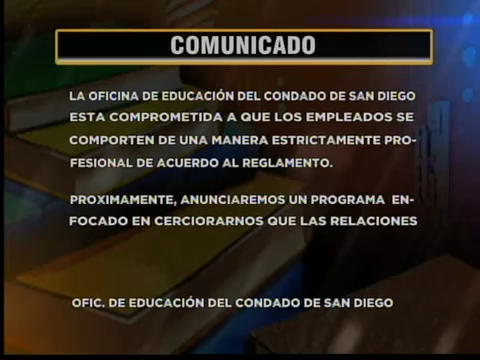 COMUNICADO
LA OFICINA DE EDUCACIÓN DEL CONDADO DE SAN DIEGO
ESTA COMPROMETIDA A QUE LOS EMPLEADOS SE
COMPORTEN DE UNA MANERA ESTRICTAMENTE PRO-
FESIONAL DE ACUERDO AL REGLAMENTO.
PROXIMAMENTE, ANUNCIAREMOS UN PROGRAMA EN-
FOCADO EN CERCIORARNOS QUE LAS RELACIONES
OFIC. DE EDUCACIÓN DEL CONDADO DE SAN DIEGO